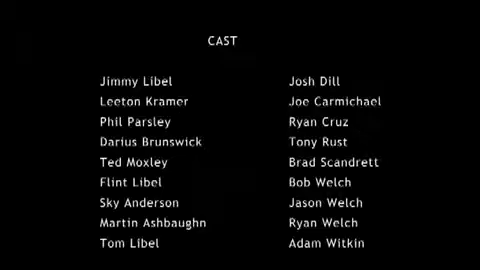 CAST
Jimmy Libel Josh Dill
Leeton Kramer Joe Carmichael
Phil Parsley Ryan Cruz
Darius Brunswick Tony Rust
Ted Moxley Brad Scandrett
Flint Libel Bob Welch
Sky Anderson Jason Welch
Martin Ashbaughn Ryan Welch
Tom Libel Adam Witkin